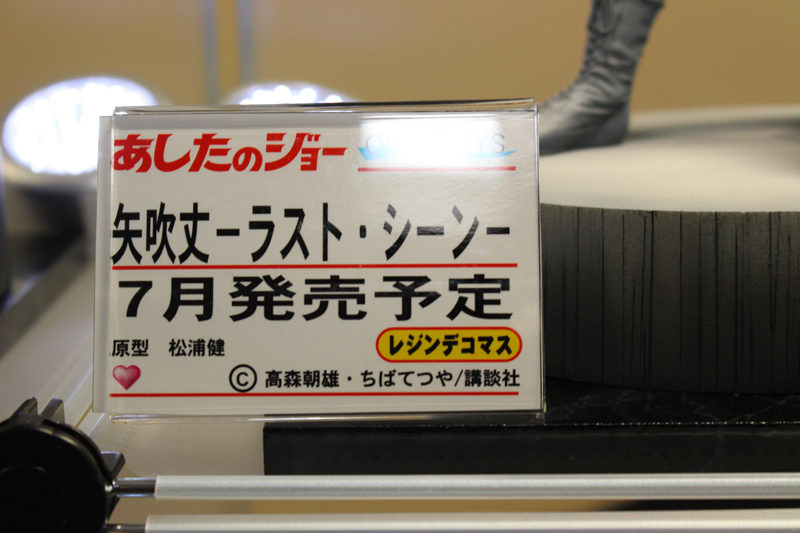 あしたのジョー
矢吹丈－ラスト・シーン－
7月発売予定
原型 松浦健
レジンデコマス
©高森朝雄・ちばてつや/講談社